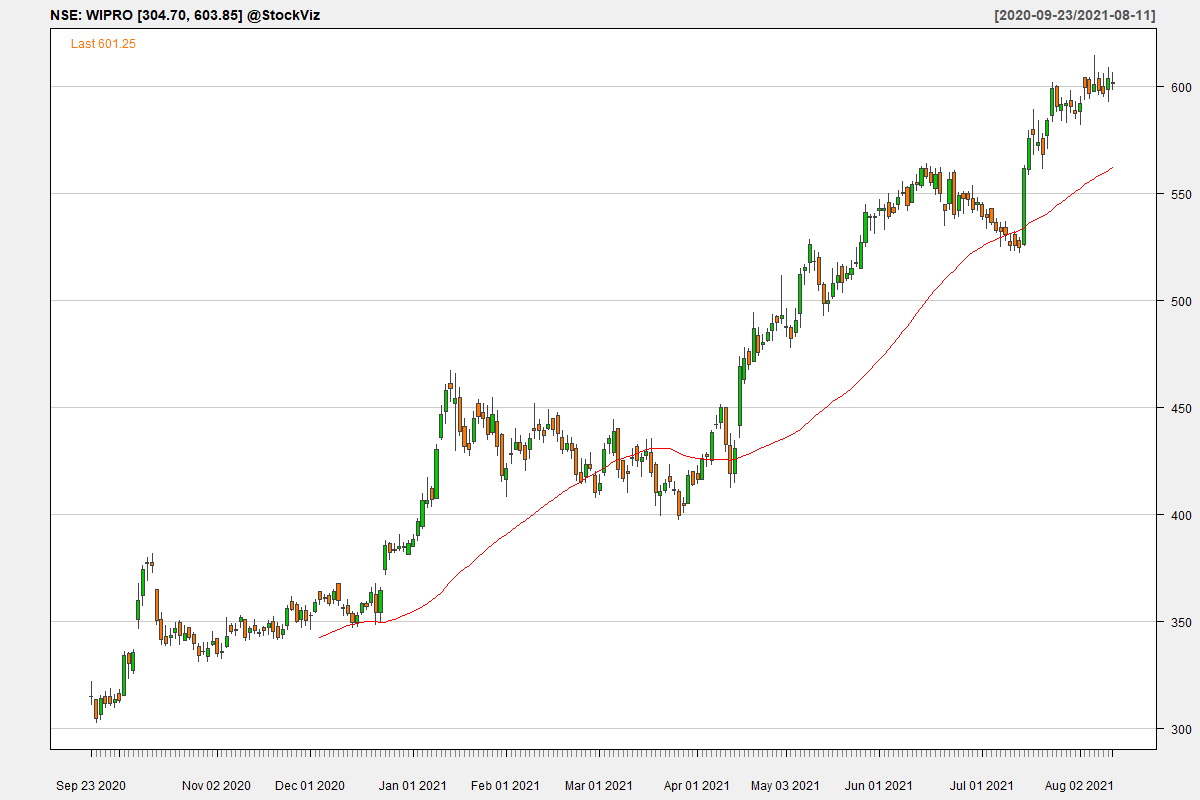 NSE: WIPRO [304.70, 603.85] @StockViz
[2020-09-23/2021-08-11]
Last 601.25
600
550
500
450
400
350
300
Sep 23 2020
Nov 02 2020
Dec 01 2020
Jan 01 2021
Feb 01 2021
Mar 01 2021
Apr 01 2021
May 03 2021
Jun 01 2021
Jul 01 2021
Aug 02 2021